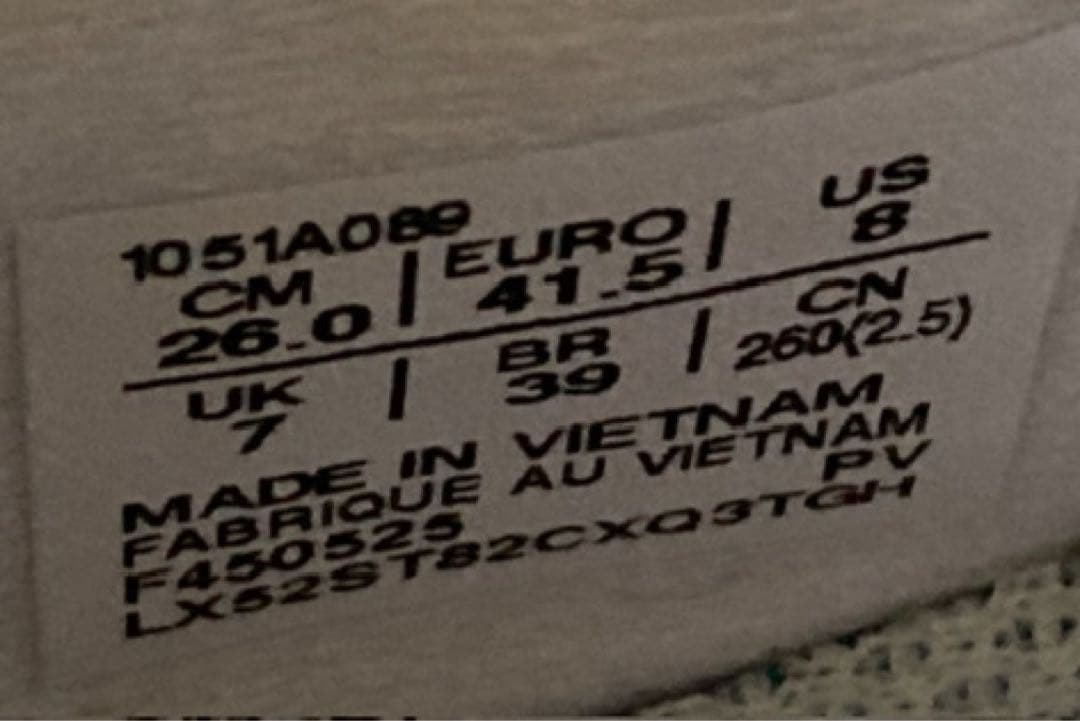 1051A089
CM | EURO | US
26.0 | 41.5 | 8
UK | BR | CN
7 | 39 | 260(2.5)
MADE IN VIETNAM
FABRIQUE AU VIETNAM
F450525 PV
LX52ST82CXQ3TGH